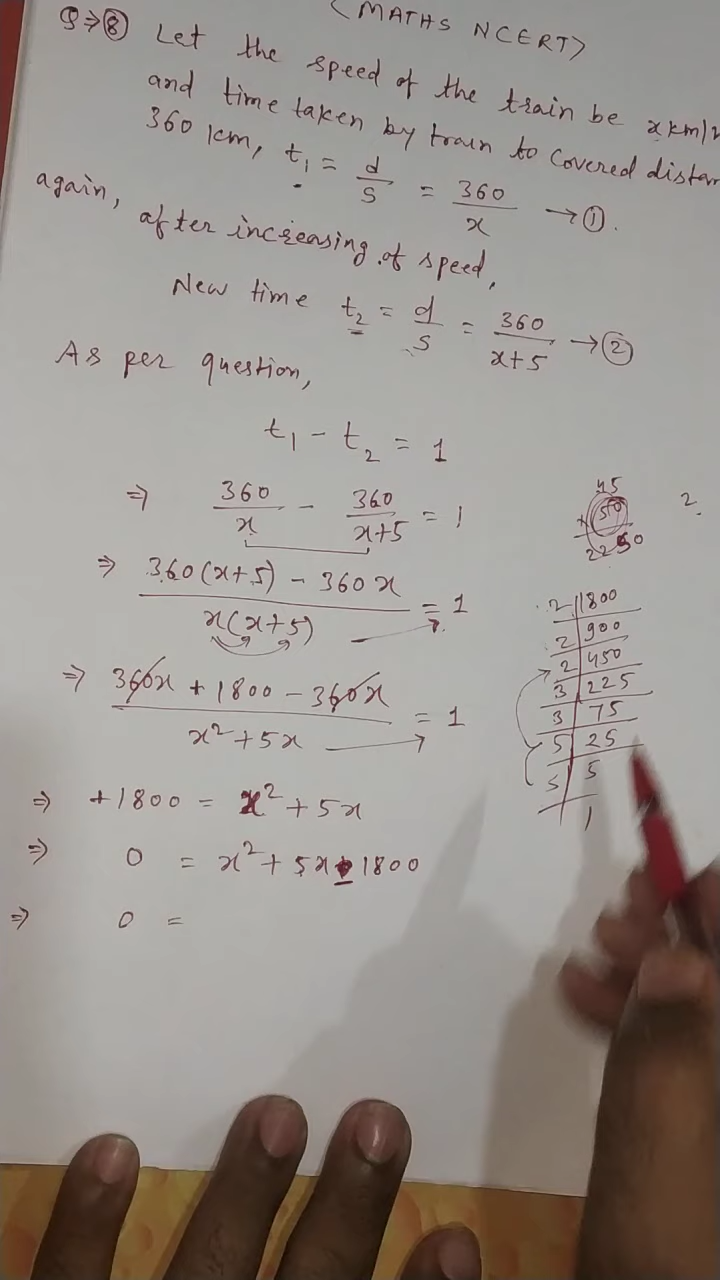 <MATHS NCERT>
Q⇒⑧ Let the speed of the train be x km/h
and time taken by train to covered distan
360 km, t₁ = d/s = 360/x → ①.
again, after increasing of speed,
New time t₂ = d/s = 360/x+5 → ②
As per question,
t₁ - t₂ = 1
⇒ 360/x - 360/x+5 = 1
⇒ 360(x+5) - 360x / x(x+5) = 1
⇒ 360x + 1800 - 360x / x² + 5x = 1
⇒ +1800 = x² + 5x
⇒ 0 = x² + 5x - 1800
⇒ 0 =
45
2.
2 | 1800
2 | 900
2 | 450
3 | 225
3 | 75
5 | 25
5 | 5
1